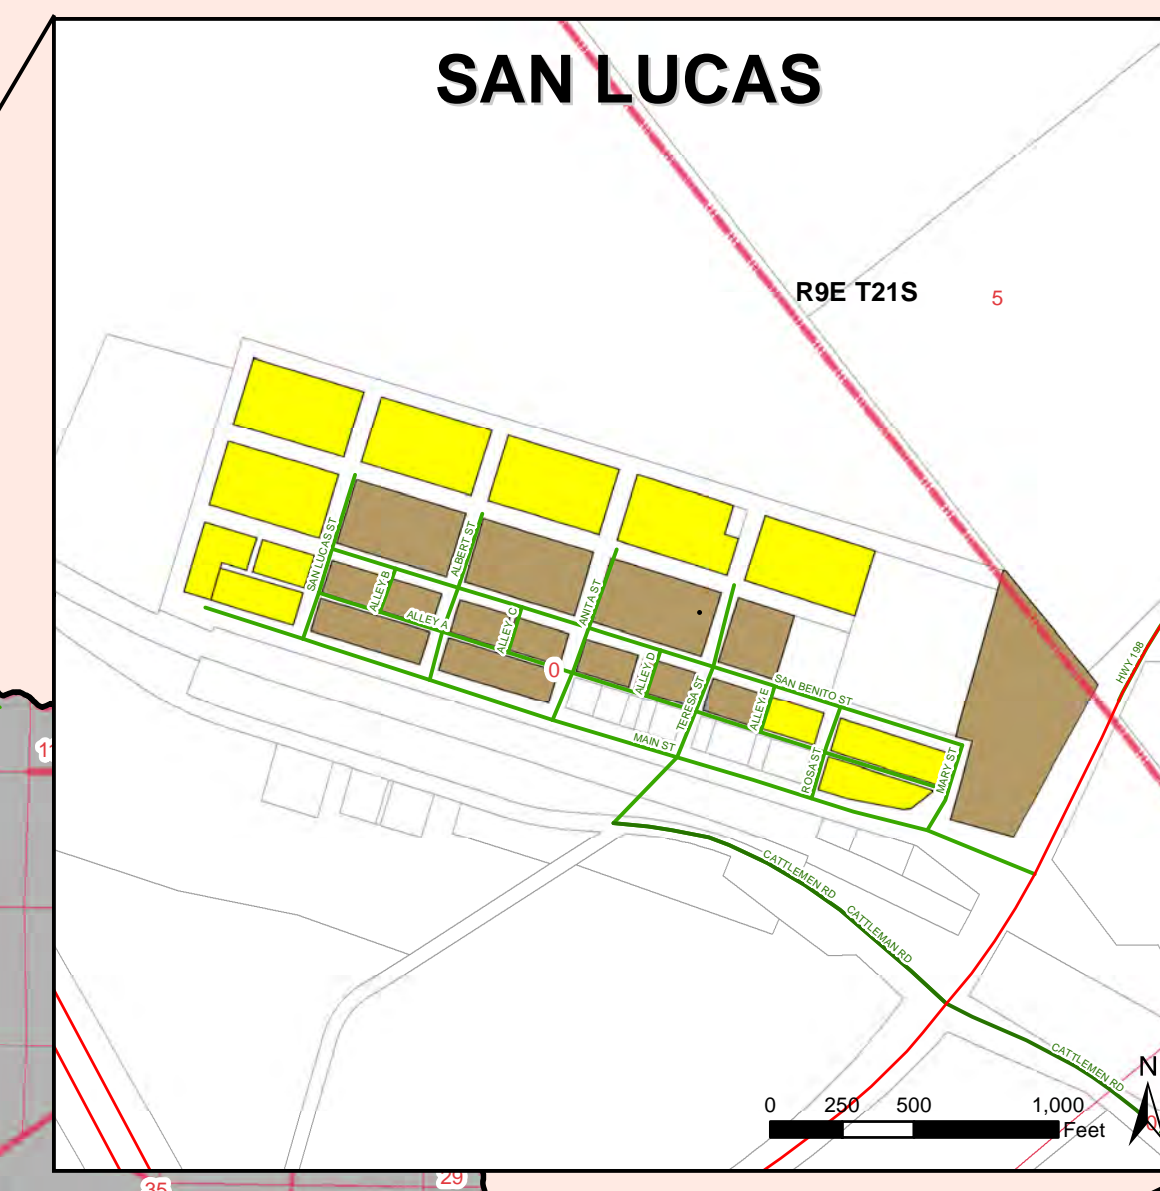 SAN LUCAS
R9E T21S
5
HWY 198
SAN LUCAS ST
ALBERT ST
ANITA ST
ALLEY B
ALLEY A
ALLEY C
0
ALLEY D
TERESA ST
ALLEY E
SAN BENITO ST
MAIN ST
ROSA ST
MARY ST
11
CATTLEMEN RD
CATTLEMAN RD
CATTLEMEN RD
N
0 250 500 1,000
Feet
0
35
29